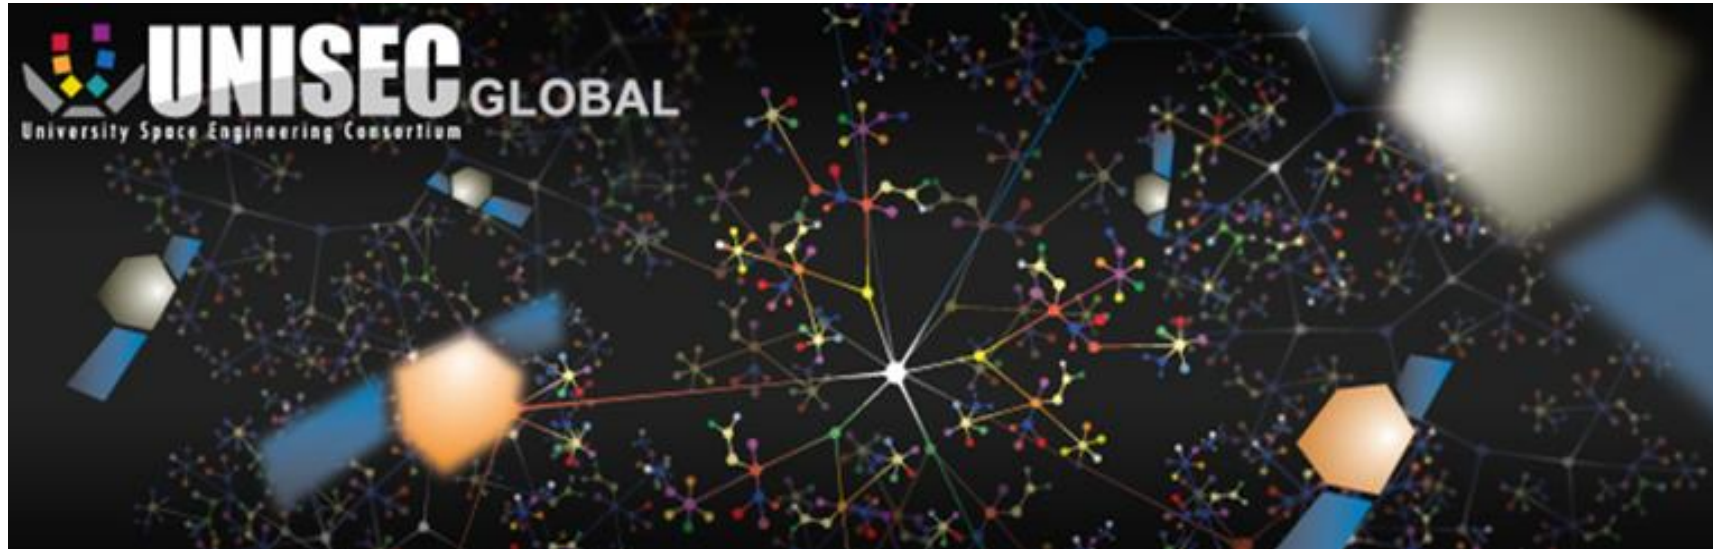 UNISEC GLOBAL
University Space Engineering Consortium